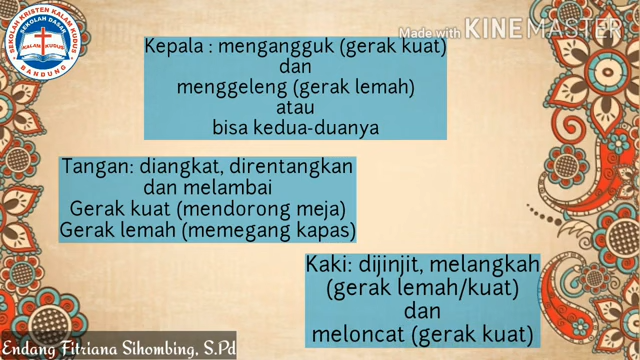 SEKOLAH KRISTEN KALAM KUDUS
SEKOLAH DASAR
KALAM KUDUS
BANDUNG
Made with KINEMASTER
Kepala : mengangguk (gerak kuat)
dan
menggeleng (gerak lemah)
atau
bisa kedua-duanya
Tangan: diangkat, direntangkan
dan melambai
Gerak kuat (mendorong meja)
Gerak lemah (memegang kapas)
Kaki: dijinjit, melangkah
(gerak lemah/kuat)
dan
meloncat (gerak kuat)
Endang Fitriana Sihombing, S.Pd